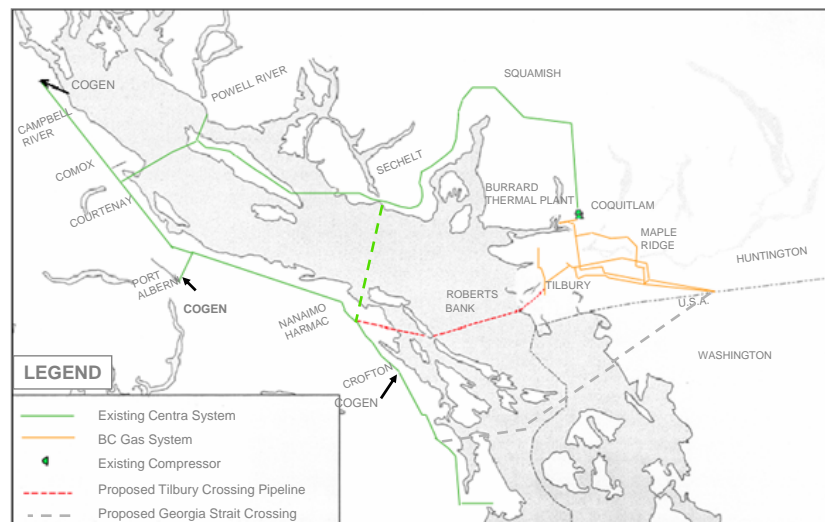 SQUAMISH
COGEN
POWELL RIVER
CAMPBELL
RIVER
SECHELT
COMOX
BURRARD
THERMAL PLANT
COQUITLAM
COURTENAY
MAPLE
RIDGE
HUNTINGTON
PORT
ALBERNI
TILBURY
ROBERTS
BANK
U.S.A.
COGEN
NANAIMO
HARMAC
WASHINGTON
LEGEND
CROFTON
COGEN
Existing Centra System
BC Gas System
Existing Compressor
Proposed Tilbury Crossing Pipeline
Proposed Georgia Strait Crossing